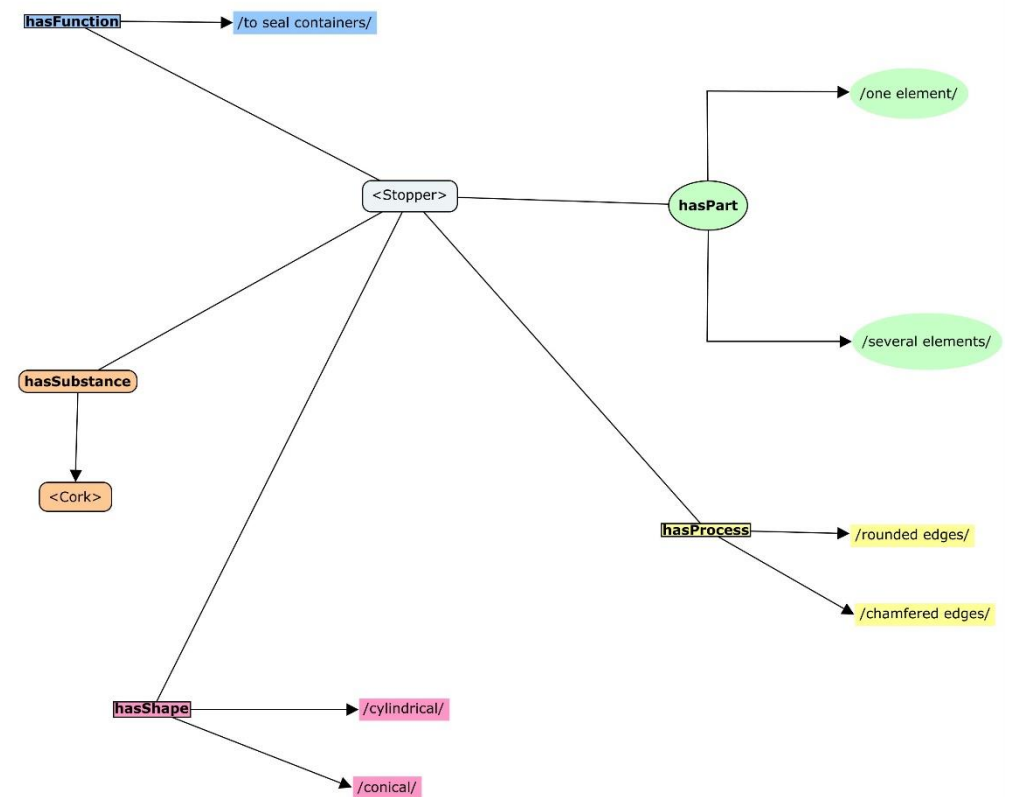 hasFunction
/to seal containers/
/one element/
<Stopper>
hasPart
/several elements/
hasSubstance
<Cork>
hasProcess
/rounded edges/
/chamfered edges/
hasShape
/cylindrical/
/conical/